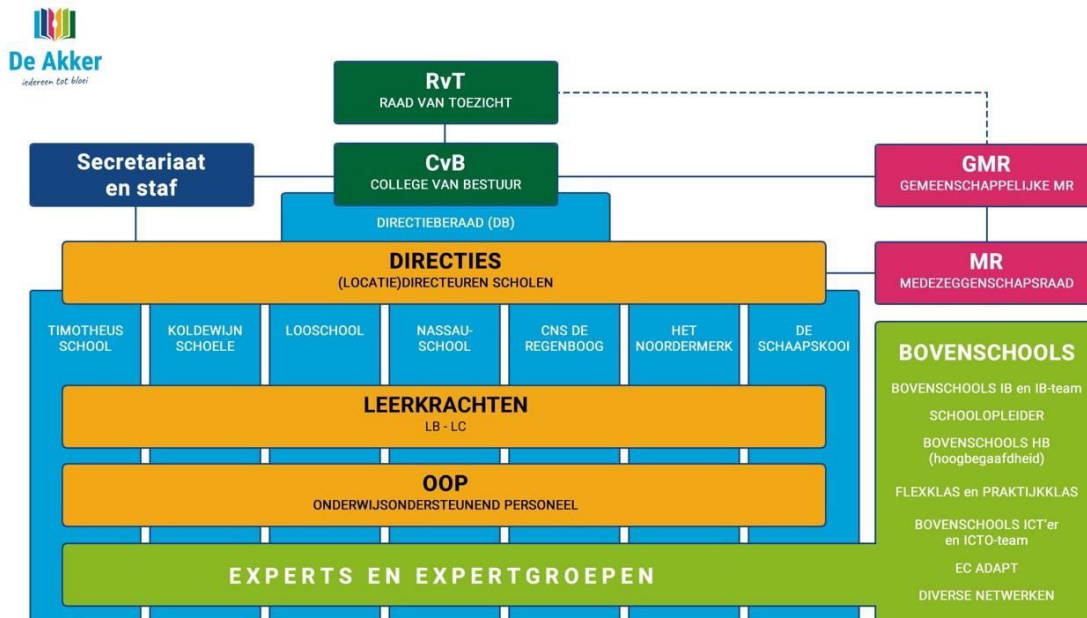 De Akker
iedereen tot bloei
RvT
RAAD VAN TOEZICHT
Secretariaat
en staf
CvB
COLLEGE VAN BESTUUR
GMR
GEMEENSCHAPPELIJKE MR
DIRECTIEBERAAD (DB)
DIRECTIES
(LOCATIE)DIRECTEUREN SCHOLEN
MR
MEDEZEGGENSCHAPSRAAD
TIMOTHEUS
SCHOOL
KOLDEWIJN
SCHOELE
LOOSCHOOL
NASSAU-
SCHOOL
CNS DE
REGENBOOG
HET
NOORDERMERK
DE
SCHAAPSKOOI
LEERKRACHTEN
LB - LC
OOP
ONDERWIJSONDERSTEUNEND PERSONEEL
EXPERTS EN EXPERTGROEPEN
BOVENSCHOOLS
BOVENSCHOOLS IB en IB-team
SCHOOLOPLEIDER
BOVENSCHOOLS HB
(hoogbegaafdheid)
FLEXKLAS en PRAKTIJKKLAS
BOVENSCHOOLS ICT'er
en ICTO-team
EC ADAPT
DIVERSE NETWERKEN